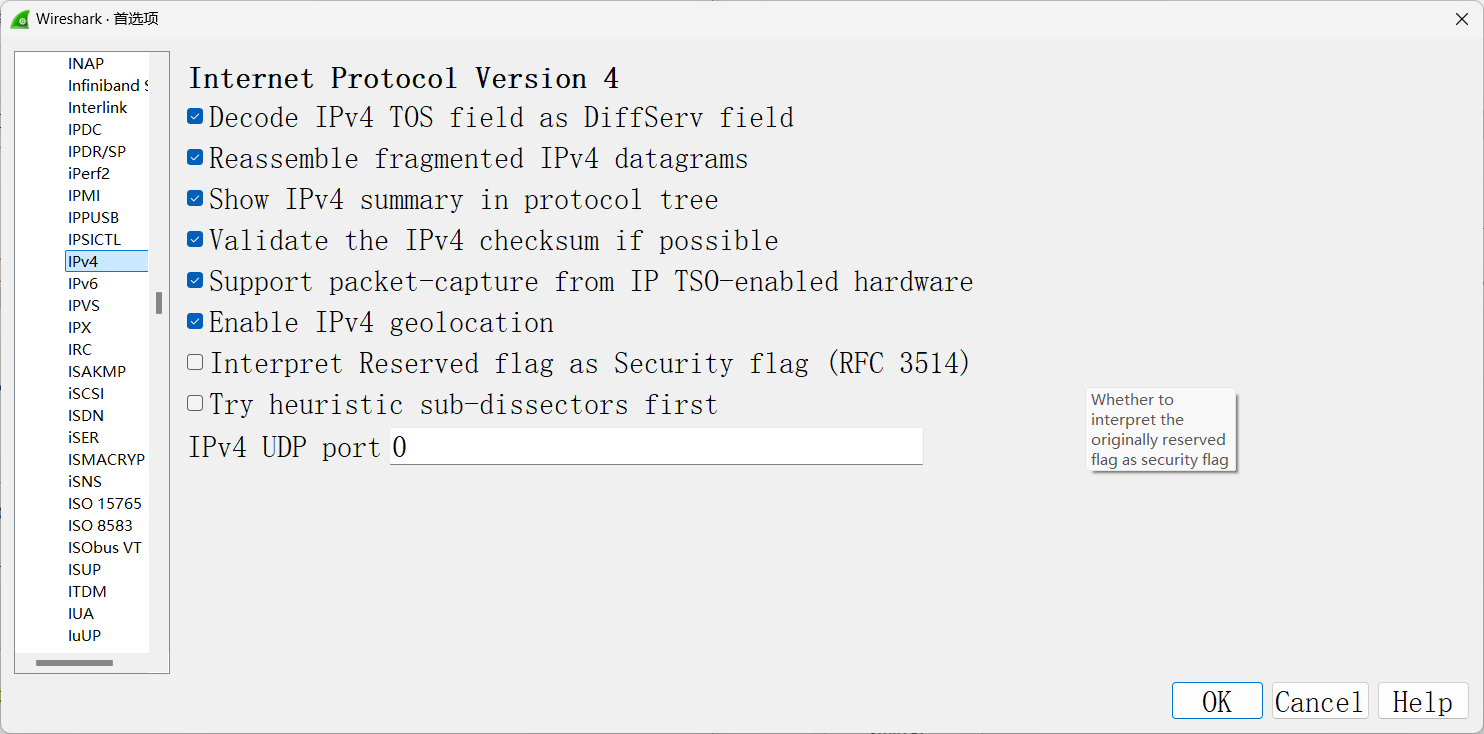 Wireshark · 首选项
INAP
Infiniband S
Interlink
IPDC
IPDR/SP
iPerf2
IPMI
IPPUSB
IPSICTL
IPv4
IPv6
IPVS
IPX
IRC
ISAKMP
iSCSI
ISDN
iSER
ISMACRYP
iSNS
ISO 15765
ISO 8583
ISObus VT
ISUP
ITDM
IUA
IuUP
Internet Protocol Version 4
Decode IPv4 TOS field as DiffServ field
Reassemble fragmented IPv4 datagrams
Show IPv4 summary in protocol tree
Validate the IPv4 checksum if possible
Support packet-capture from IP TSO-enabled hardware
Enable IPv4 geolocation
Interpret Reserved flag as Security flag (RFC 3514)
Try heuristic sub-dissectors first
IPv4 UDP port 0
Whether to
interpret the
originally reserved
flag as security flag
OK Cancel Help